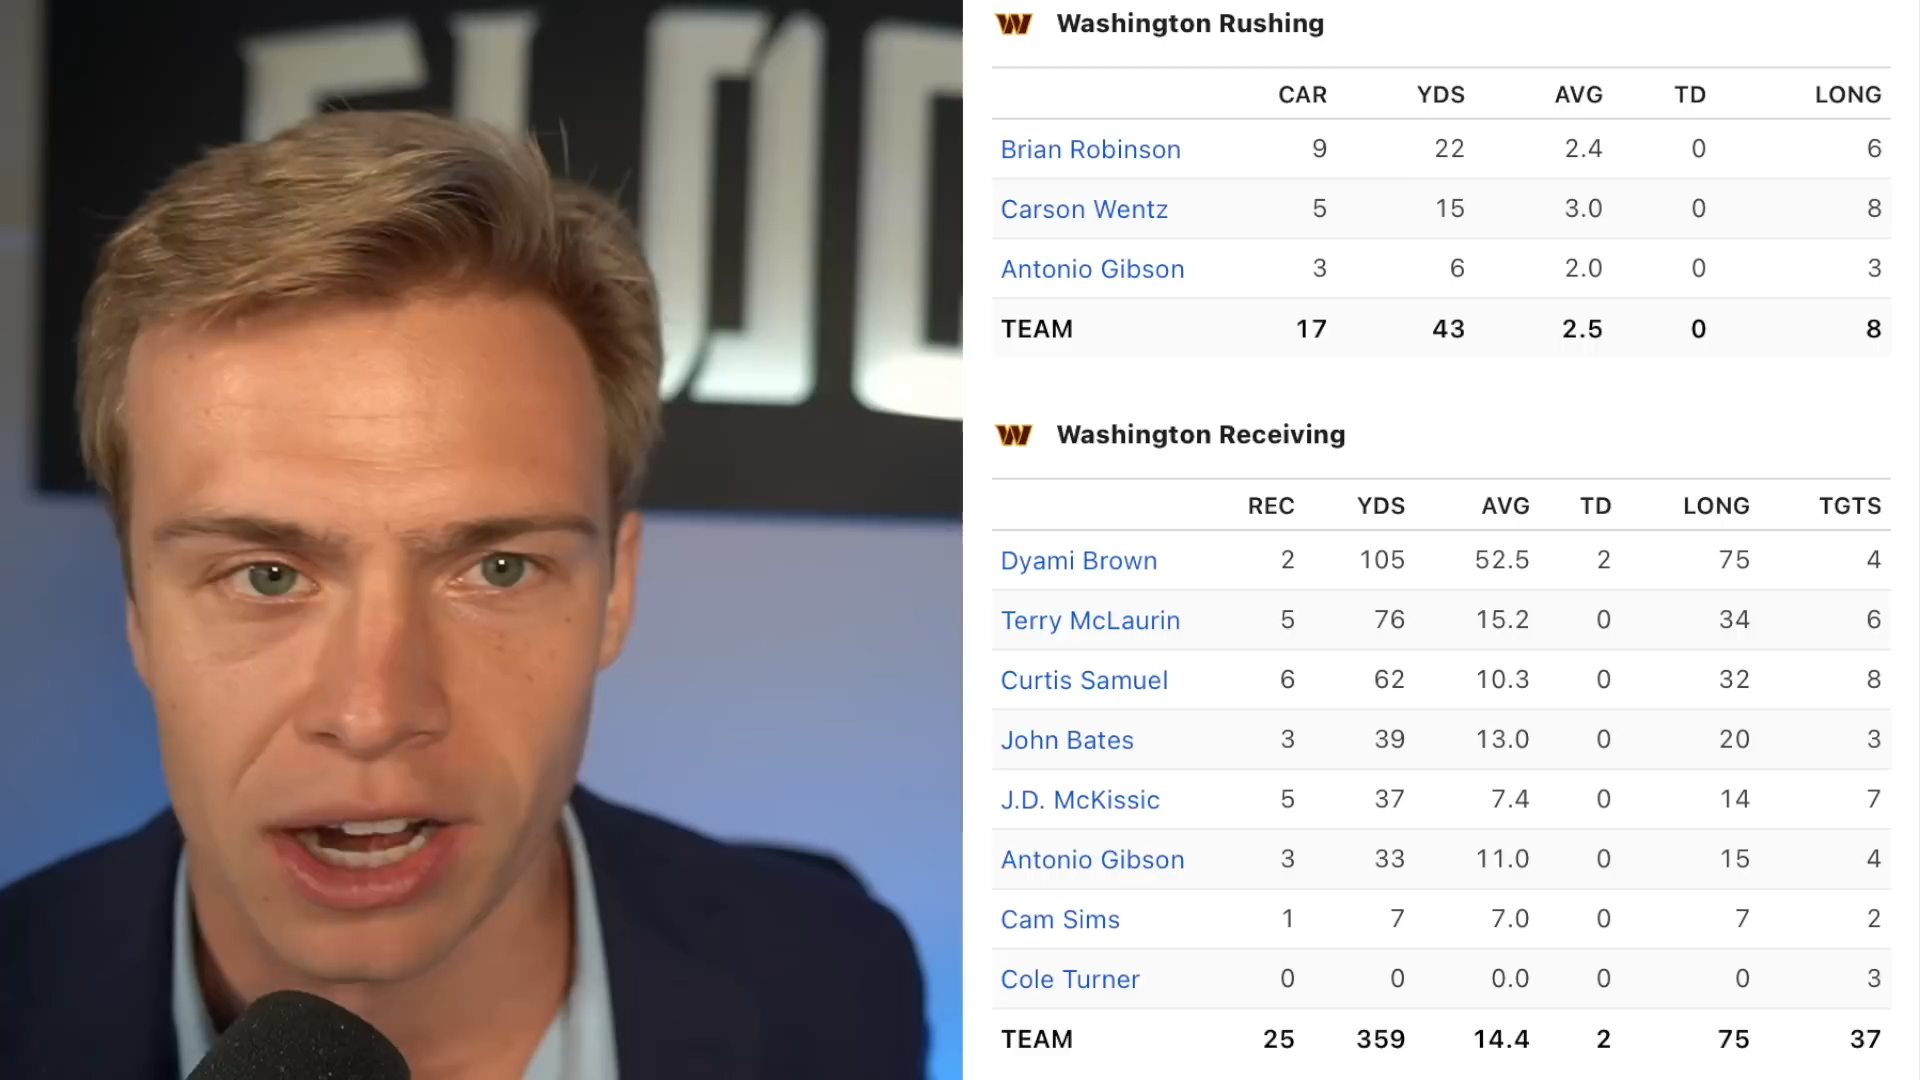 Washington Rushing
CAR YDS AVG TD LONG
Brian Robinson 9 22 2.4 0 6
Carson Wentz 5 15 3.0 0 8
Antonio Gibson 3 6 2.0 0 3
TEAM 17 43 2.5 0 8
Washington Receiving
REC YDS AVG TD LONG TGTS
Dyami Brown 2 105 52.5 2 75 4
Terry McLaurin 5 76 15.2 0 34 6
Curtis Samuel 6 62 10.3 0 32 8
John Bates 3 39 13.0 0 20 3
J.D. McKissic 5 37 7.4 0 14 7
Antonio Gibson 3 33 11.0 0 15 4
Cam Sims 1 7 7.0 0 7 2
Cole Turner 0 0 0.0 0 0 3
TEAM 25 359 14.4 2 75 37